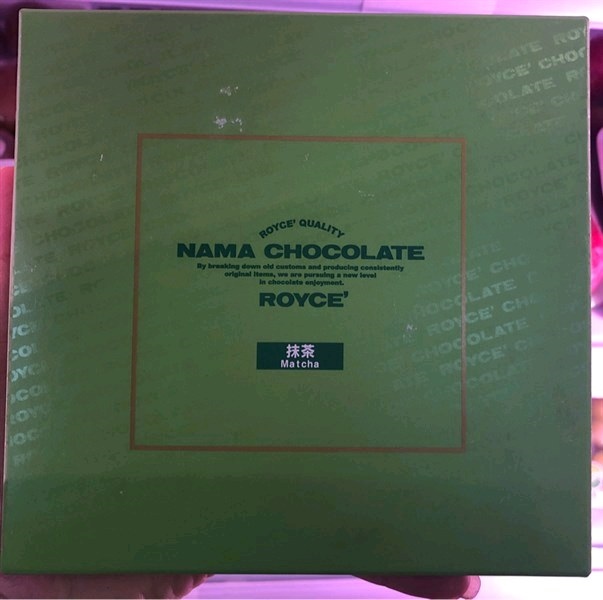 ROYCE' QUALITY
NAMA CHOCOLATE
By breaking down old customs and producing consistently
original items, we are pursuing a new level
in chocolate enjoyment.
ROYCE'
抹茶
Matcha